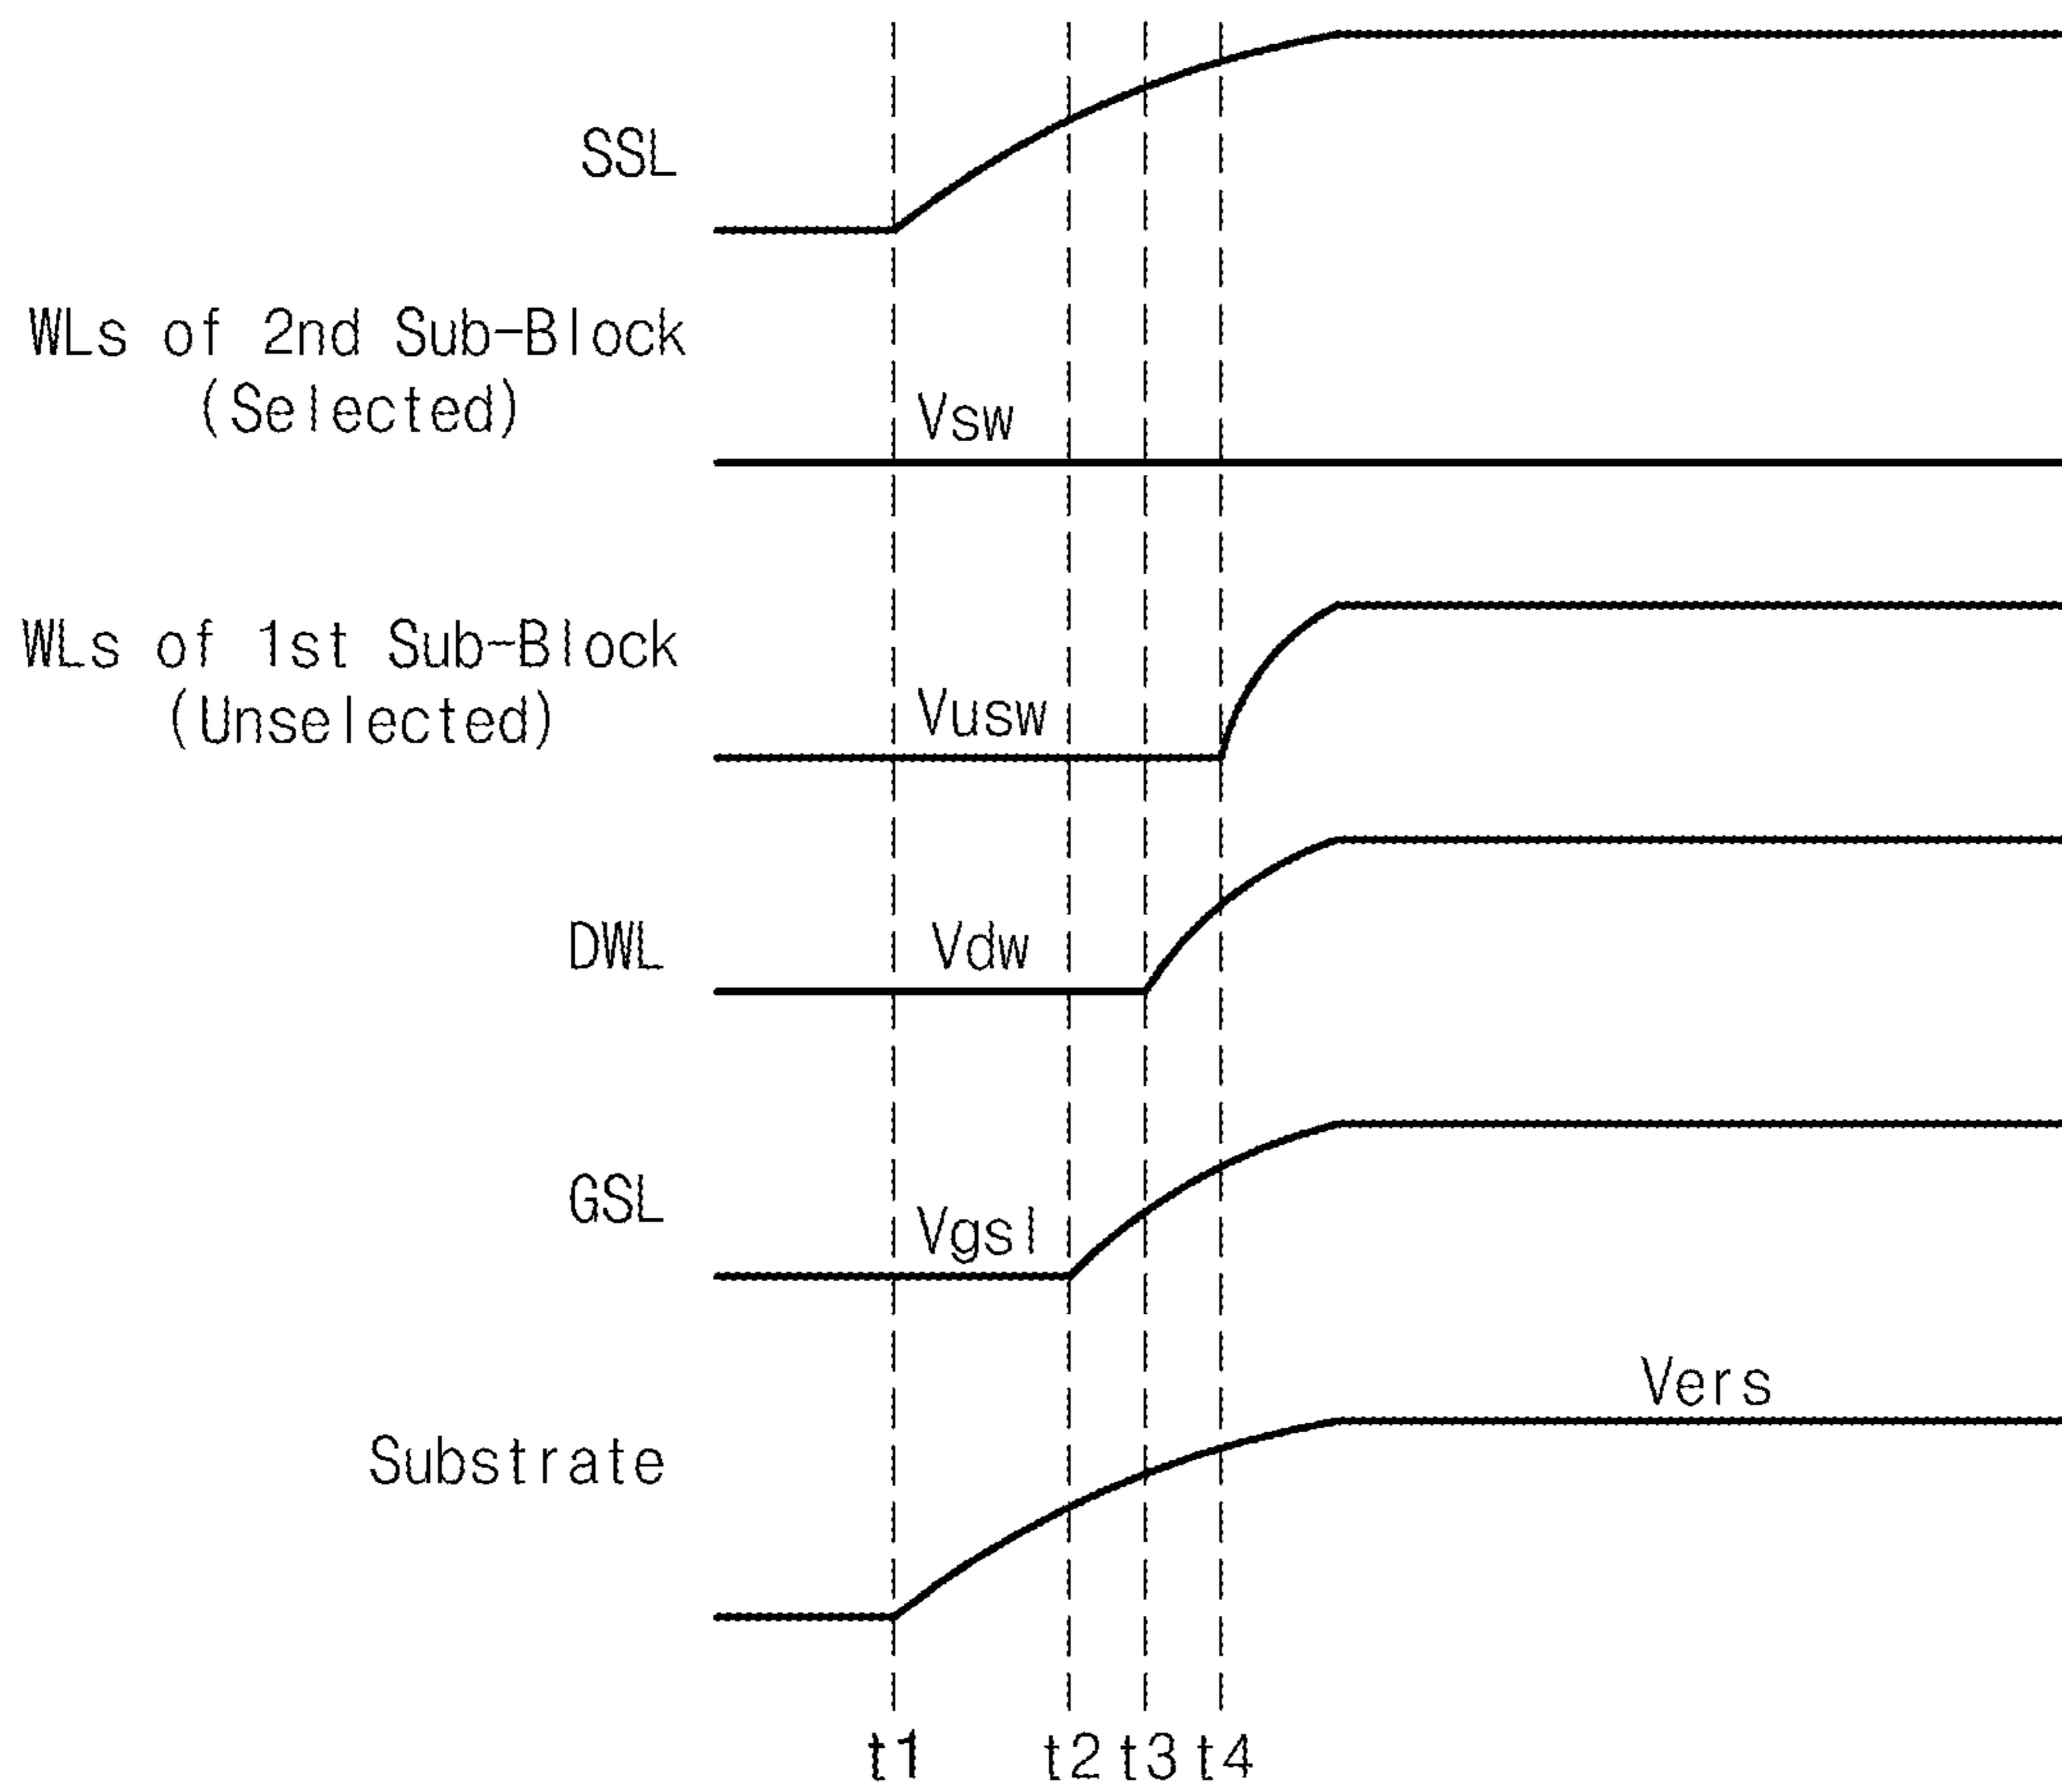 SSL
WLs of 2nd Sub-Block
(Selected)
Vsw
WLs of 1st Sub-Block
(Unselected)
Vusw
DWL
Vdw
GSL
Vgsl
Vers
Substrate
t1 t2 t3 t4